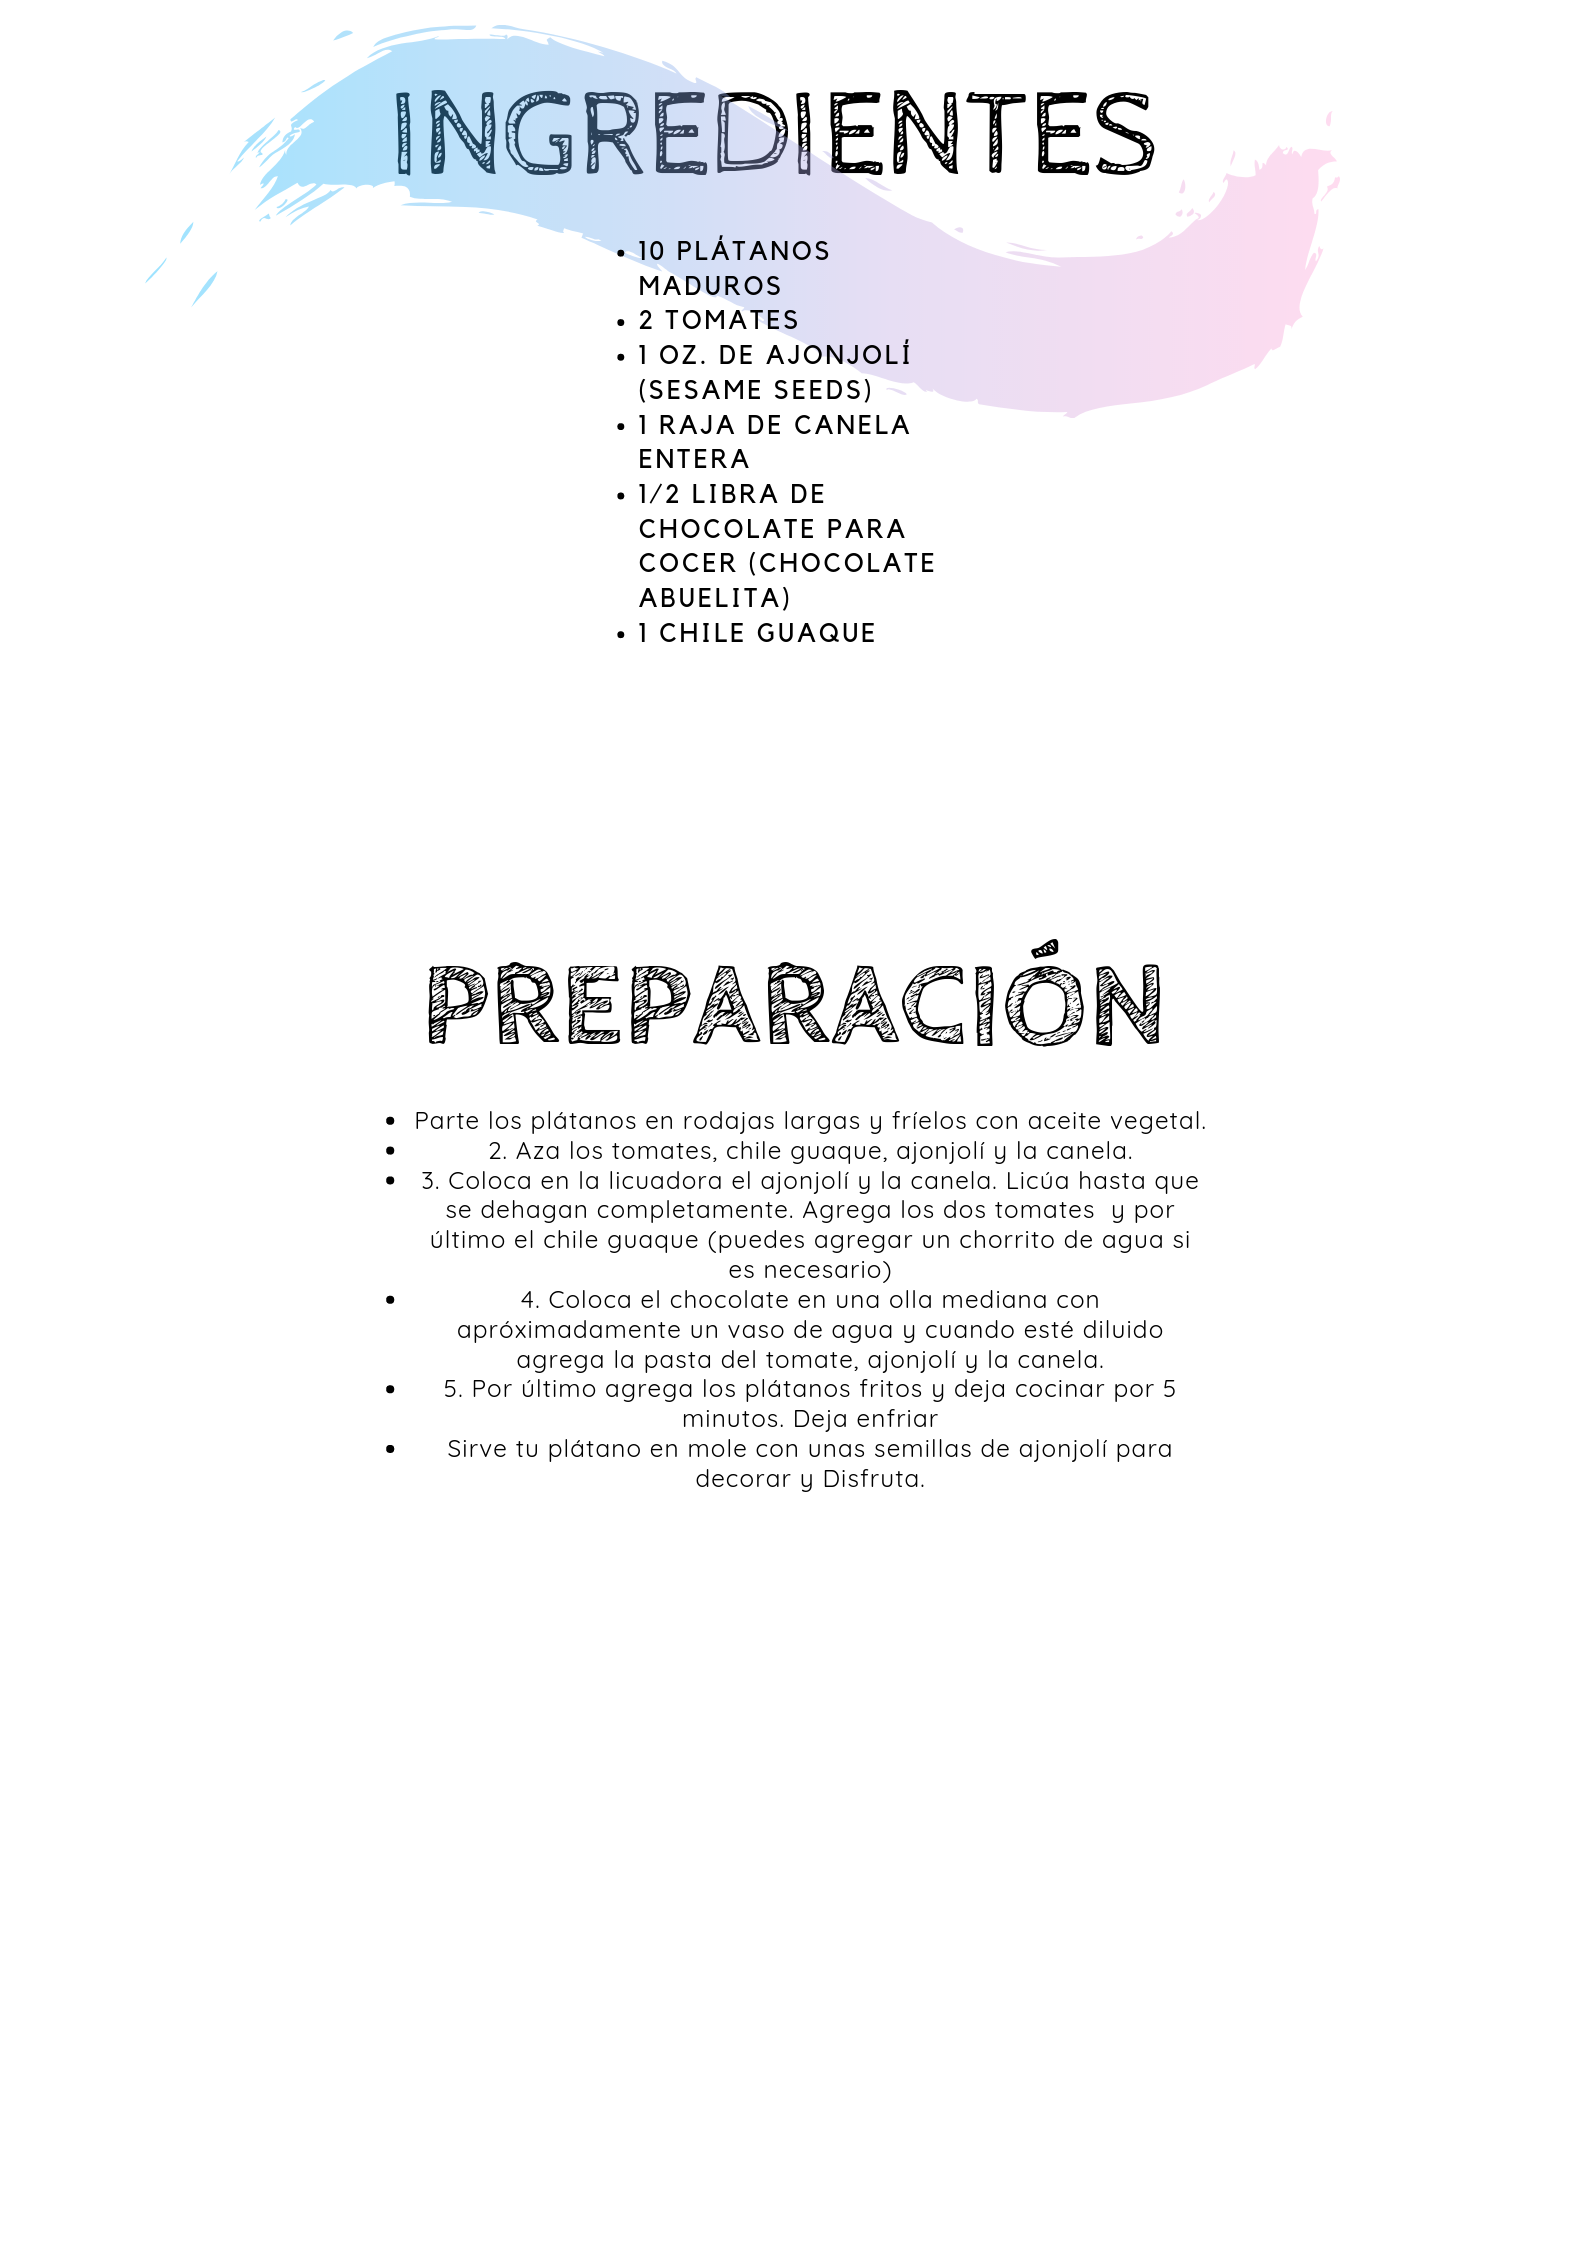 INGREDIENTES
• 10 PLÁTANOS
MADUROS
• 2 TOMATES
• 1 OZ. DE AJONJOLÍ
(SESAME SEEDS)
• 1 RAJA DE CANELA
ENTERA
• 1/2 LIBRA DE
CHOCOLATE PARA
COCER (CHOCOLATE
ABUELITA)
• 1 CHILE GUAQUE
PREPARACIÓN
• Parte los plátanos en rodajas largas y fríelos con aceite vegetal.
• 2. Aza los tomates, chile guaque, ajonjolí y la canela.
• 3. Coloca en la licuadora el ajonjolí y la canela. Licúa hasta que
se dehagan completamente. Agrega los dos tomates  y por
último el chile guaque (puedes agregar un chorrito de agua si
es necesario)
• 4. Coloca el chocolate en una olla mediana con
apróximadamente un vaso de agua y cuando esté diluido
agrega la pasta del tomate, ajonjolí y la canela.
• 5. Por último agrega los plátanos fritos y deja cocinar por 5
minutos. Deja enfriar
• Sirve tu plátano en mole con unas semillas de ajonjolí para
decorar y Disfruta.